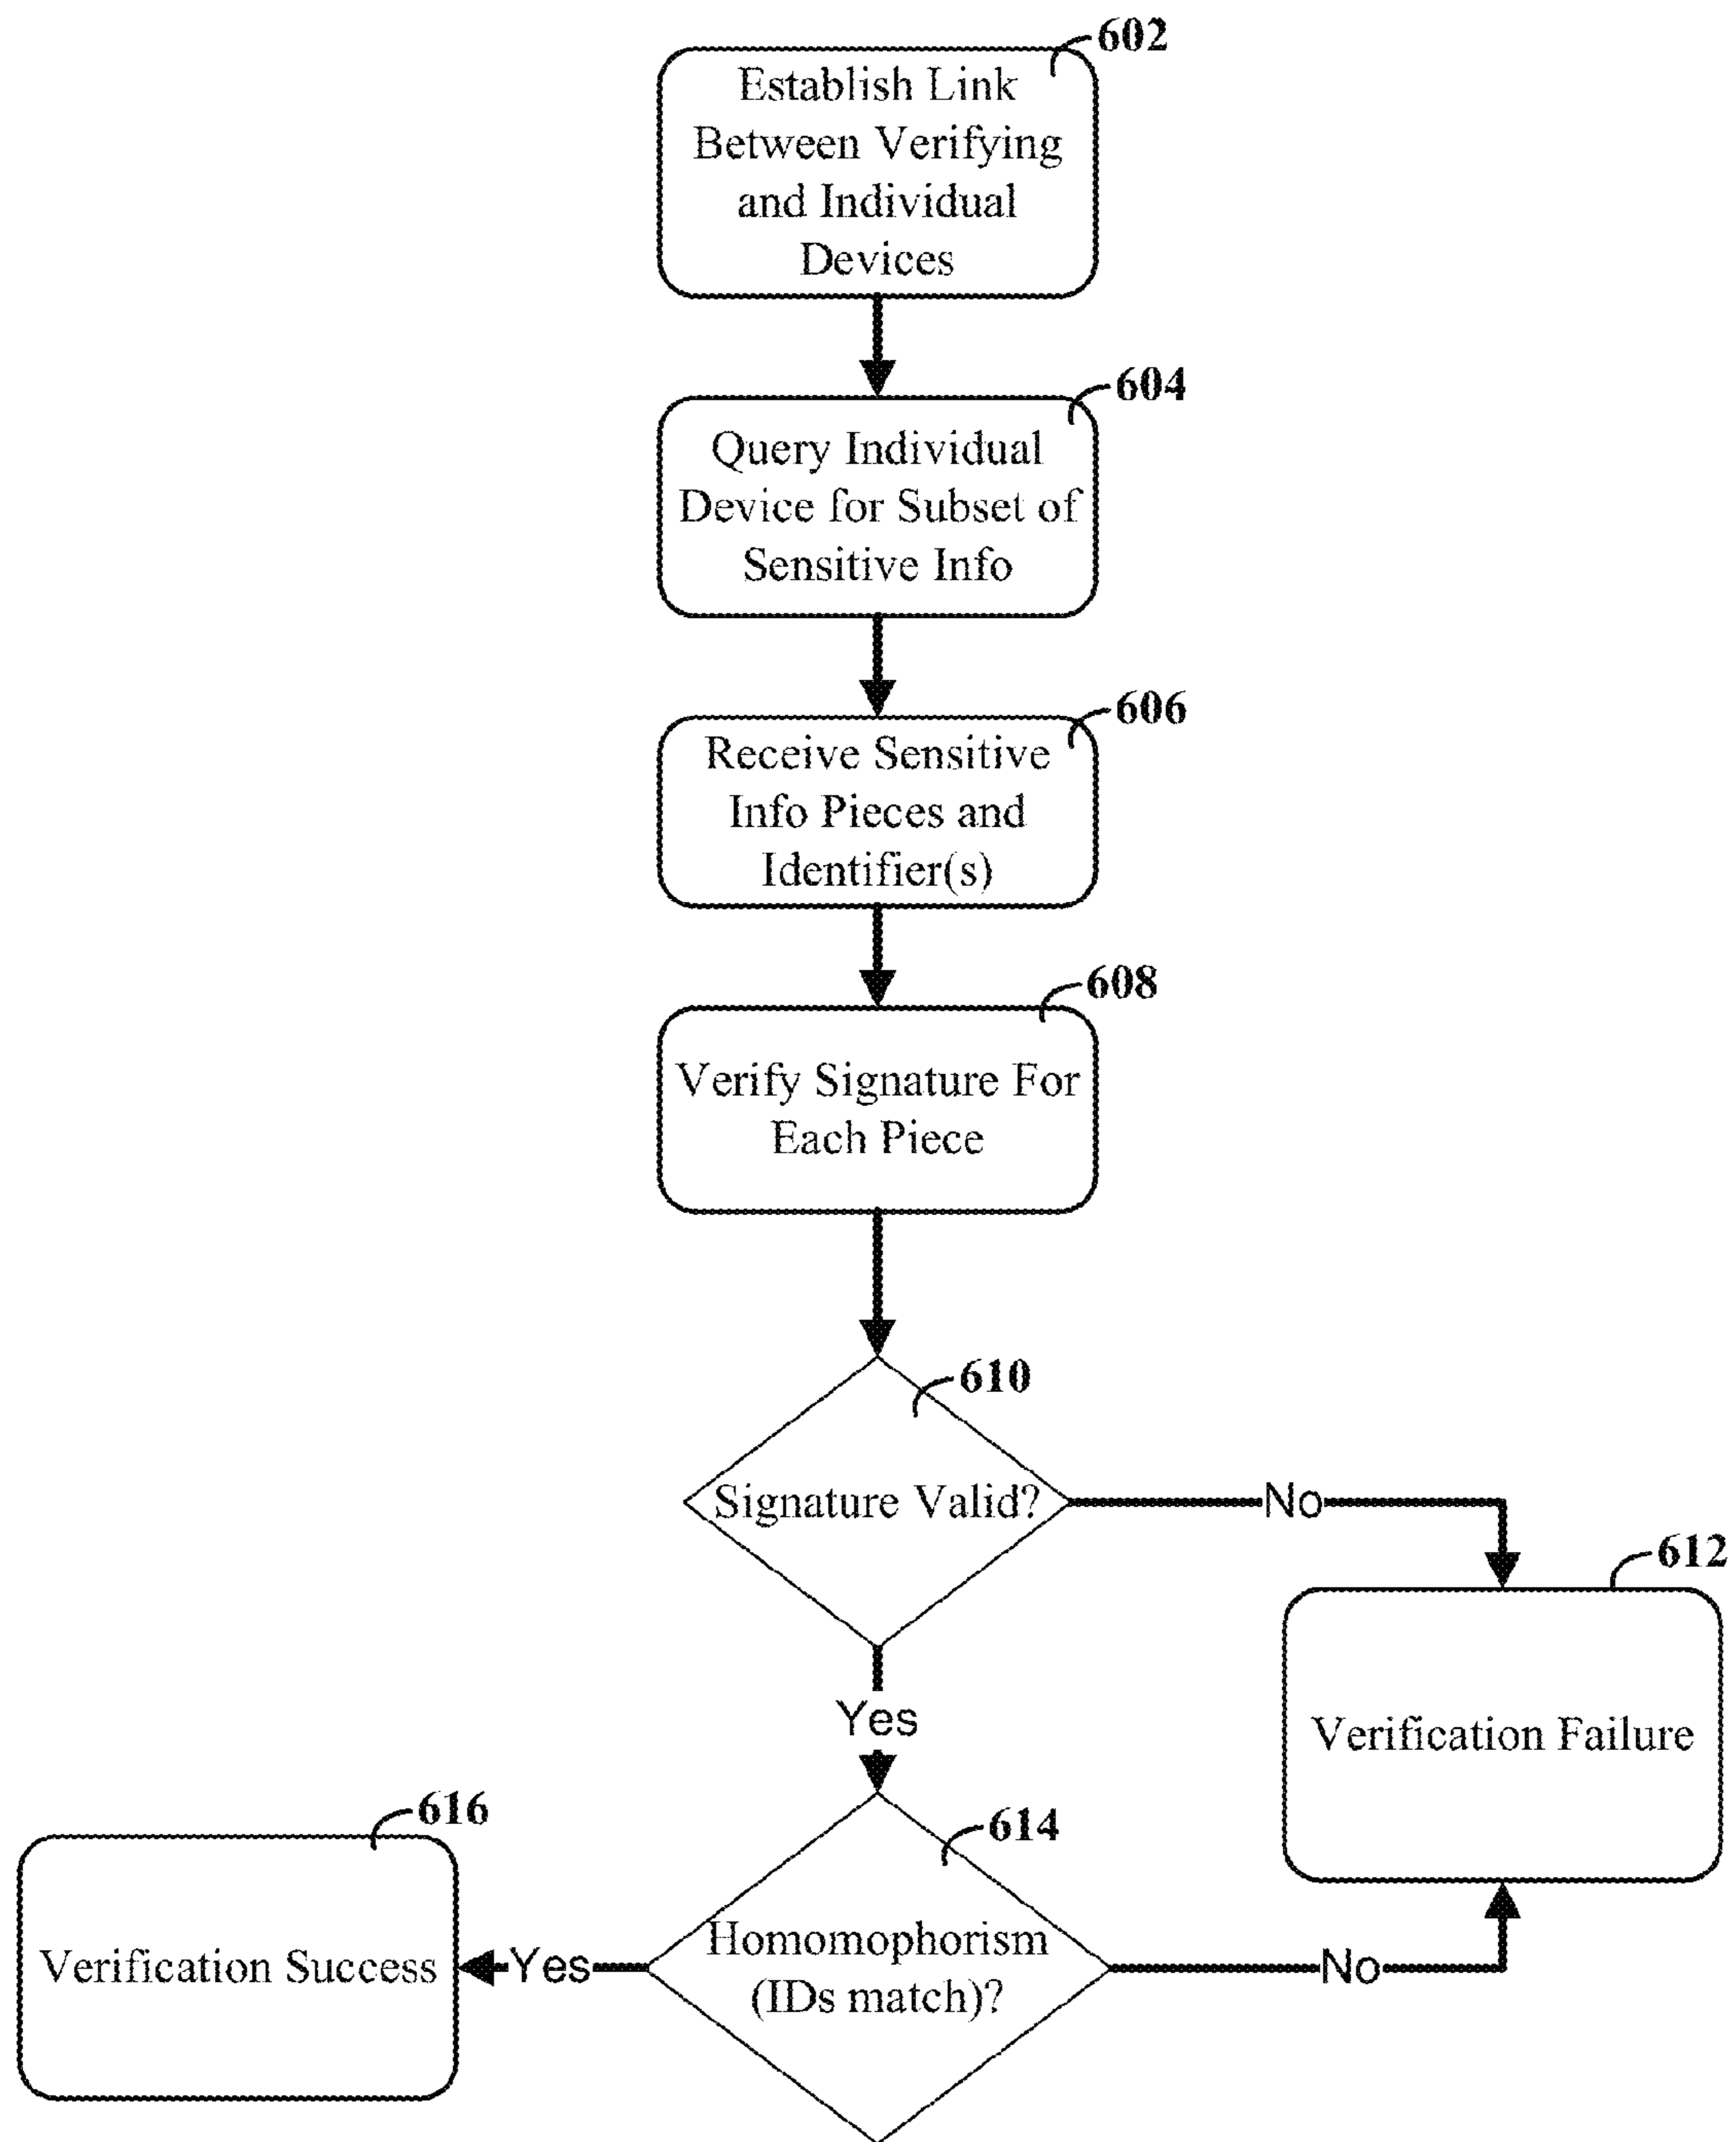 602
Establish Link
Between Verifying
and Individual
Devices
604
Query Individual
Device for Subset of
Sensitive Info
606
Receive Sensitive
Info Pieces and
Identifier(s)
608
Verify Signature For
Each Piece
610
Signature Valid?
No
612
Verification Failure
Yes
614
Homomophorism
(IDs match)?
No
Yes
616
Verification Success